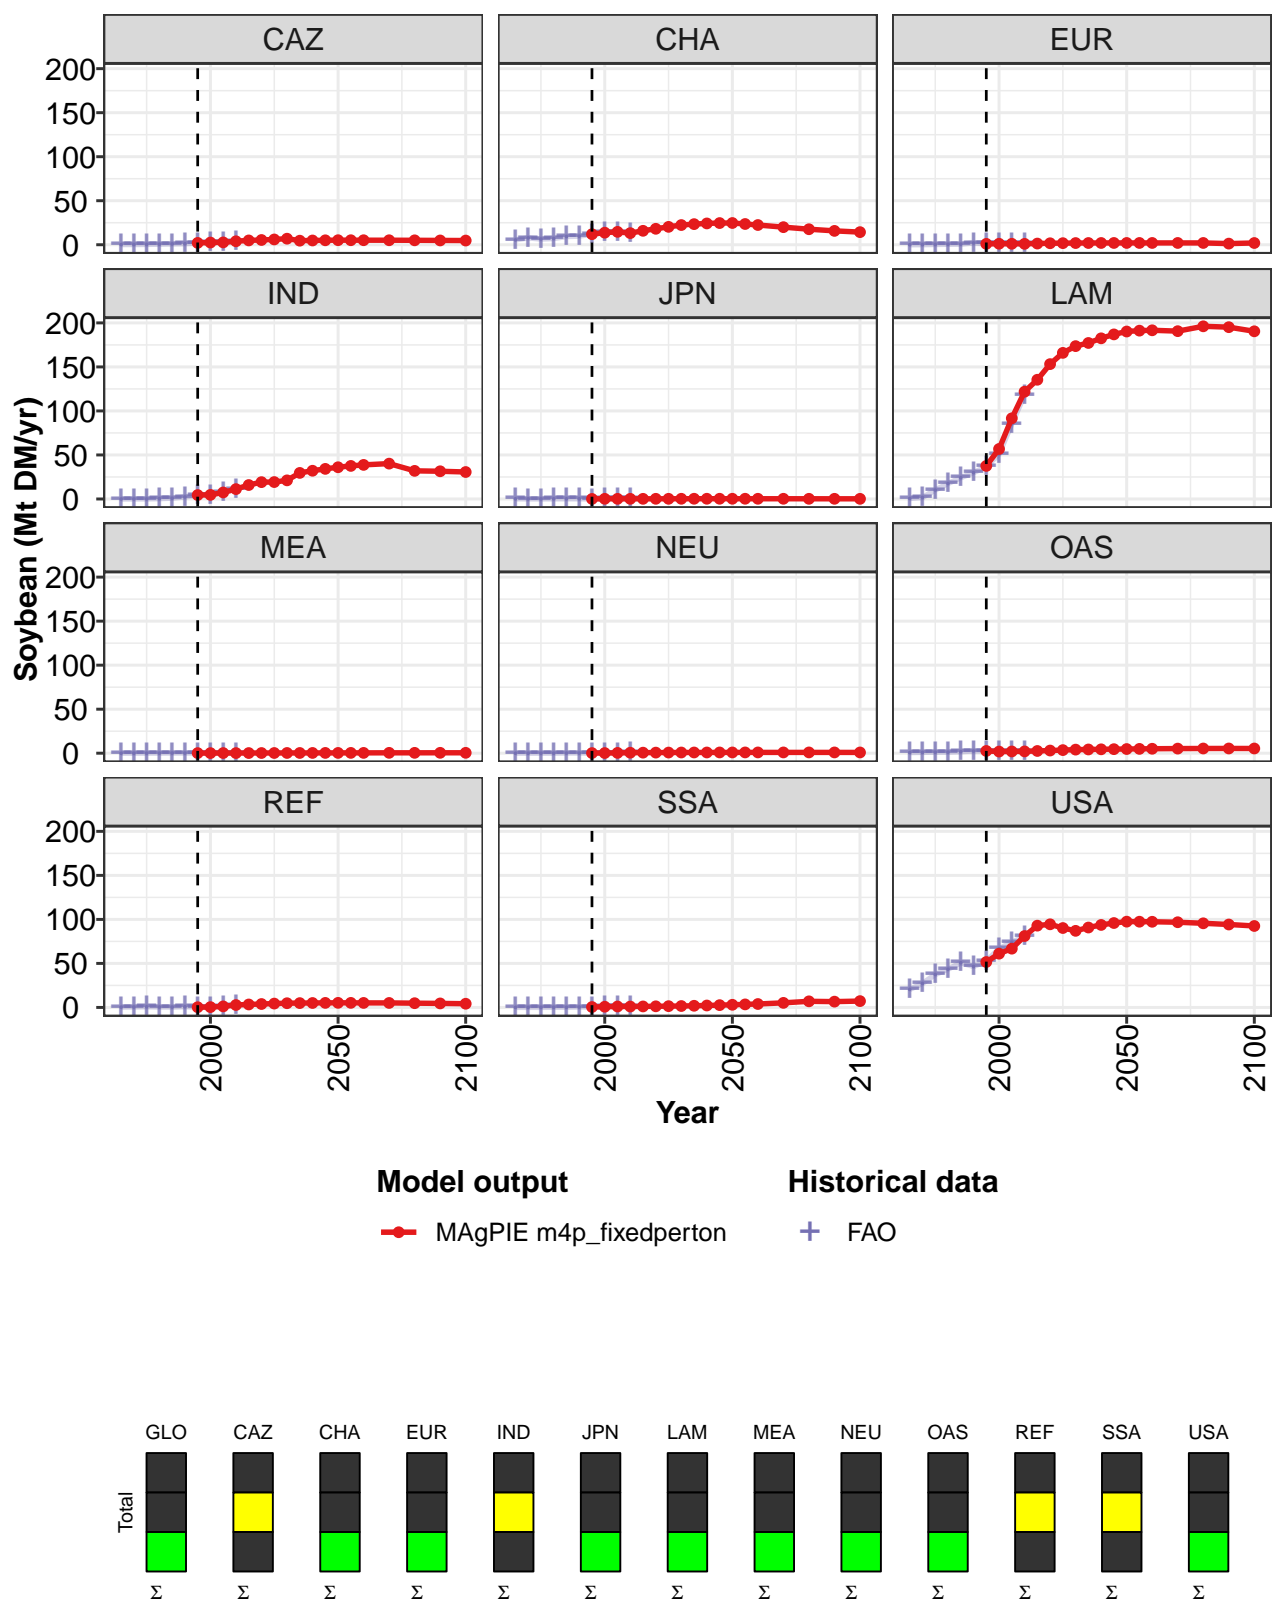 CAZ CHA EUR
200
150
100
50
0
IND JPN LAM
200
150
100
50
0
MEA NEU OAS
200
150
100
50
0
REF SSA USA
200
150
100
50
0
Soybean (Mt DM/yr)
2000 2050 2100 2000 2050 2100 2000 2050 2100
Year
Model output Historical data
MAgPIE m4p_fixedperton FAO
GLO CAZ CHA EUR IND JPN LAM MEA NEU OAS REF SSA USA
Total
Σ Σ Σ Σ Σ Σ Σ Σ Σ Σ Σ Σ Σ